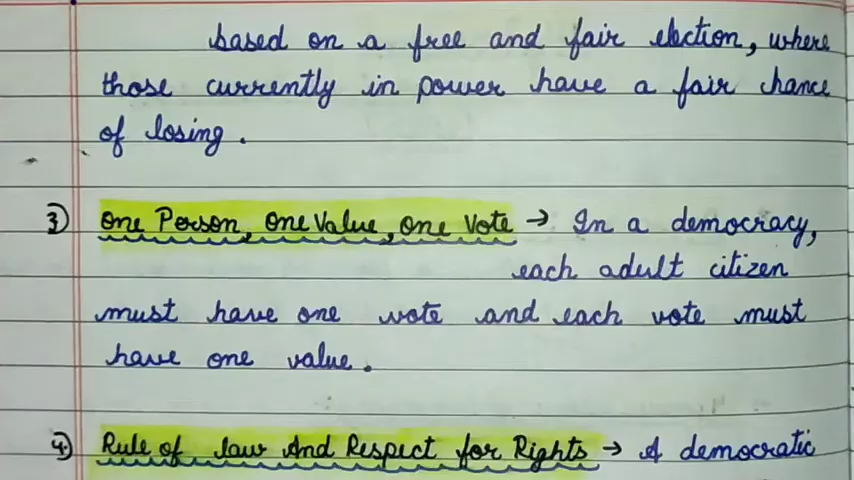 based on a free and fair election, where
those currently in power have a fair chance
of losing.
3) One Person, One Value, One Vote → In a democracy,
each adult citizen
must have one vote and each vote must
have one value.
4) Rule of law And Respect for Rights → A democratic